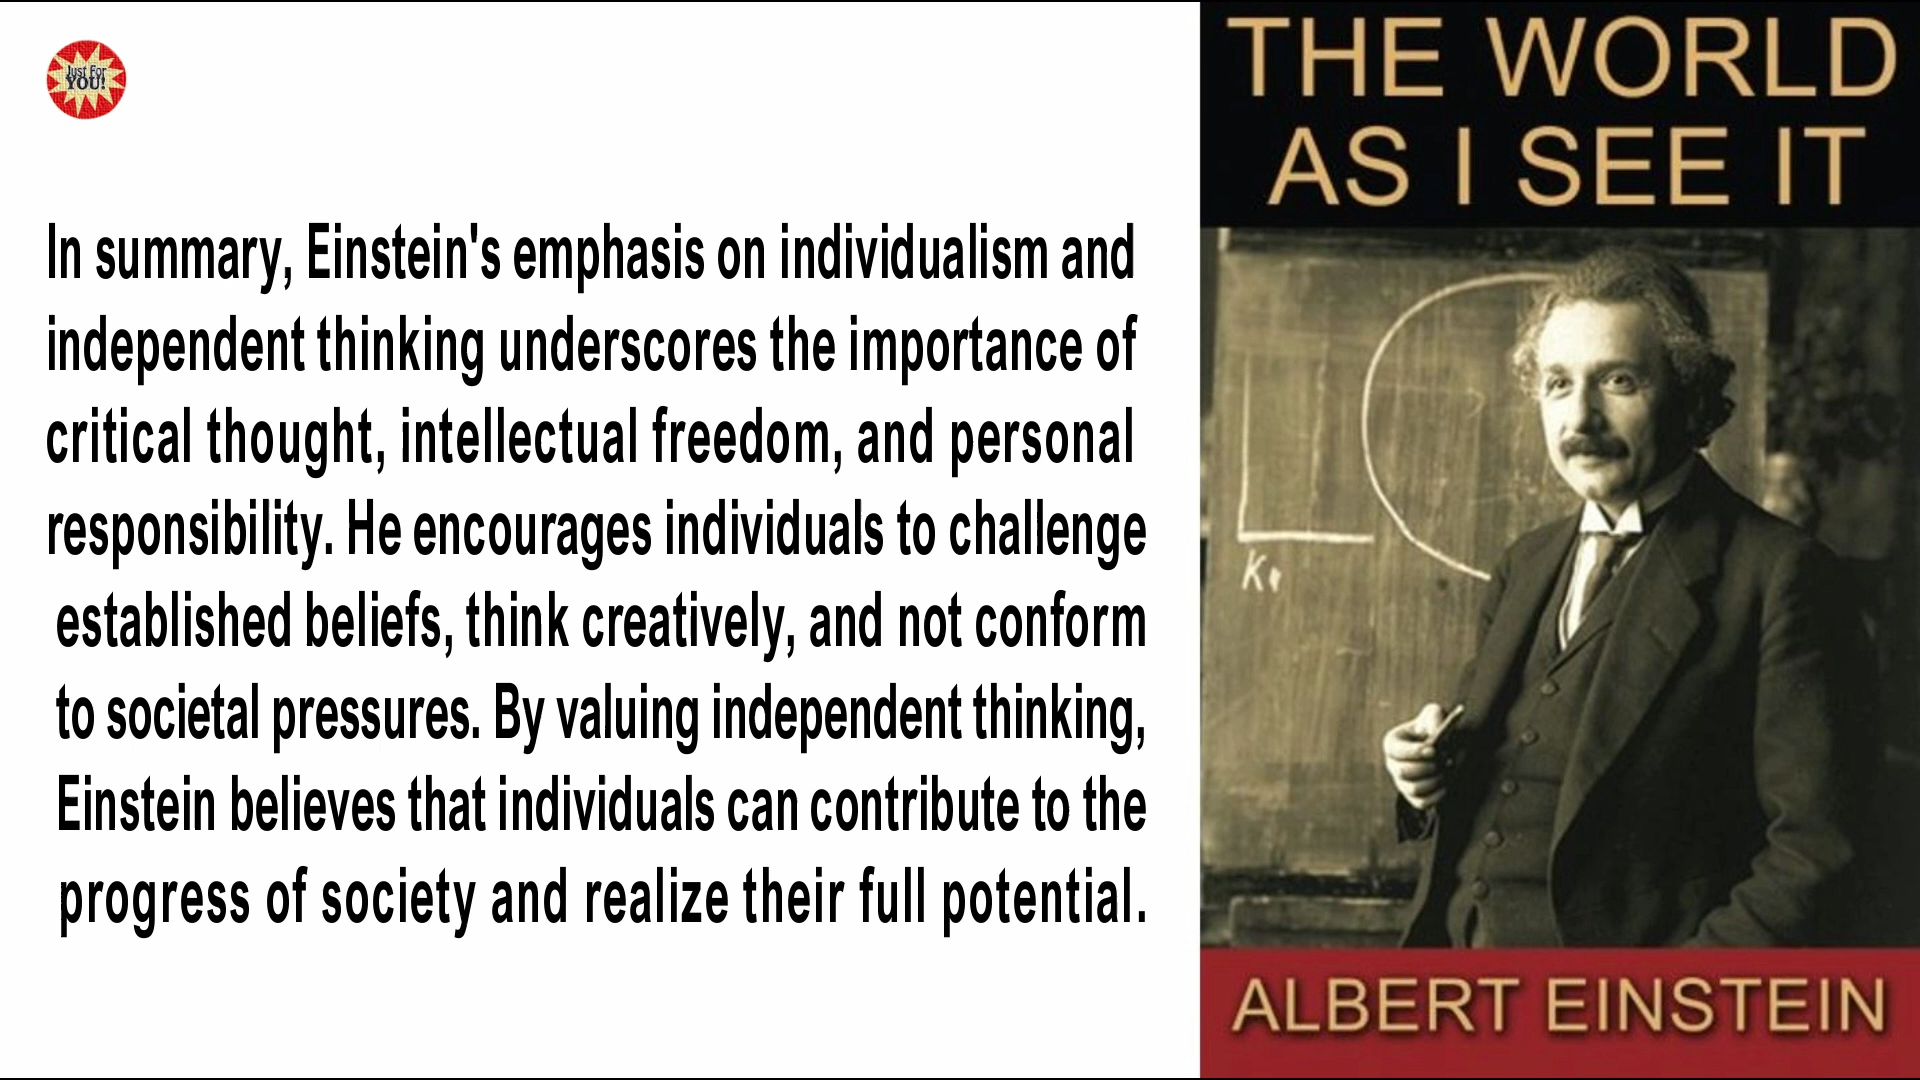 Just For
YOU!
In summary, Einstein's emphasis on individualism and
independent thinking underscores the importance of
critical thought, intellectual freedom, and personal
responsibility. He encourages individuals to challenge
established beliefs, think creatively, and not conform
to societal pressures. By valuing independent thinking,
Einstein believes that individuals can contribute to the
progress of society and realize their full potential.
THE WORLD
AS I SEE IT
K1
ALBERT EINSTEIN